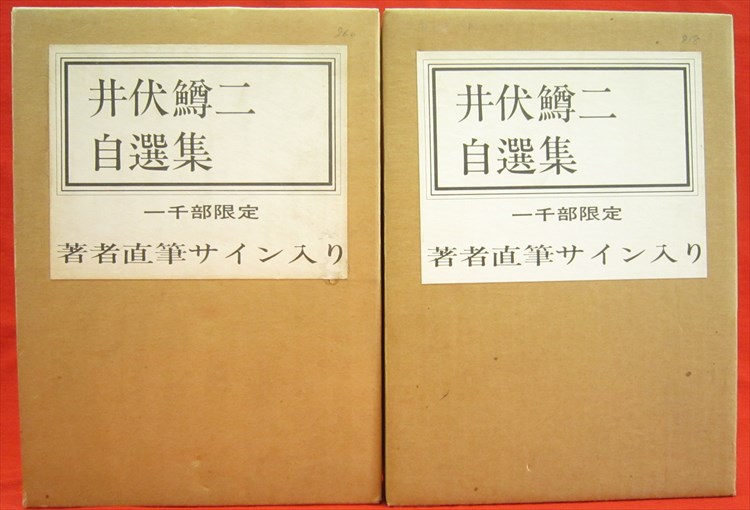 井伏鱒二
自選集
一千部限定
著者直筆サイン入り
井伏鱒二
自選集
一千部限定
著者直筆サイン入り